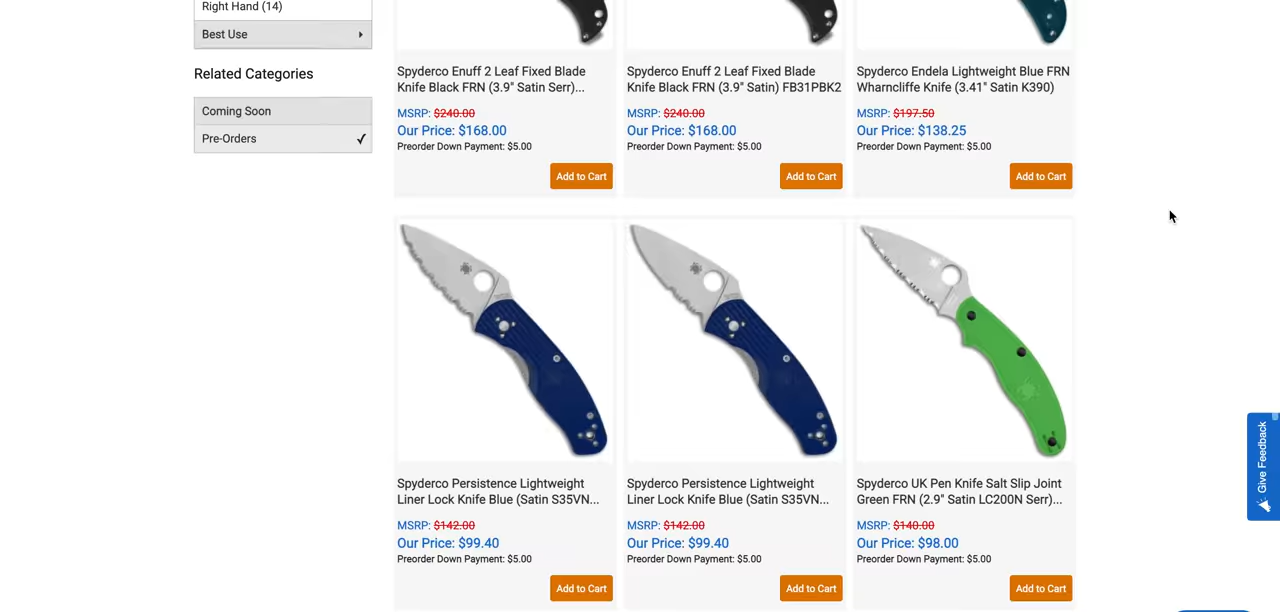 Right Hand (14)
Best Use
Related Categories
Coming Soon
Pre-Orders
Spyderco Enuff 2 Leaf Fixed Blade
Knife Black FRN (3.9" Satin Serr)...
MSRP: $240.00
Our Price: $168.00
Preorder Down Payment: $5.00
Add to Cart
Spyderco Enuff 2 Leaf Fixed Blade
Knife Black FRN (3.9" Satin) FB31PBK2
MSRP: $240.00
Our Price: $168.00
Preorder Down Payment: $5.00
Add to Cart
Spyderco Endela Lightweight Blue FRN
Wharncliffe Knife (3.41" Satin K390)
MSRP: $197.50
Our Price: $138.25
Preorder Down Payment: $5.00
Add to Cart
Spyderco Persistence Lightweight
Liner Lock Knife Blue (Satin S35VN...
MSRP: $142.00
Our Price: $99.40
Preorder Down Payment: $5.00
Add to Cart
Spyderco Persistence Lightweight
Liner Lock Knife Blue (Satin S35VN...
MSRP: $142.00
Our Price: $99.40
Preorder Down Payment: $5.00
Add to Cart
Spyderco UK Pen Knife Salt Slip Joint
Green FRN (2.9" Satin LC200N Serr)...
MSRP: $140.00
Our Price: $98.00
Preorder Down Payment: $5.00
Add to Cart
Give Feedback